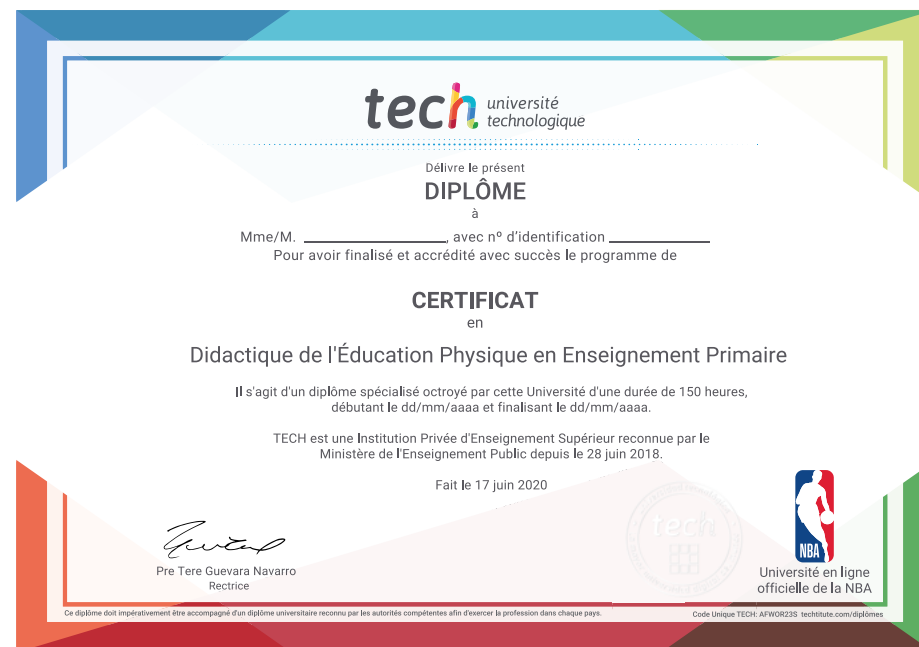 tech université
technologique
Délivre le présent
DIPLÔME
à
Mme/M. ____________________, avec nº d'identification ______________
Pour avoir finalisé et accrédité avec succès le programme de
CERTIFICAT
en
Didactique de l'Éducation Physique en Enseignement Primaire
Il s'agit d'un diplôme spécialisé octroyé par cette Université d'une durée de 150 heures,
débutant le dd/mm/aaaa et finalisant le dd/mm/aaaa.
TECH est une Institution Privée d'Enseignement Supérieur reconnue par le
Ministère de l'Enseignement Public depuis le 28 juin 2018.
Fait le 17 juin 2020
tech
NBA
Pre Tere Guevara Navarro
Rectrice
Université en ligne
officielle de la NBA
Ce diplôme doit impérativement être accompagné d'un diplôme universitaire reconnu par les autorités compétentes afin d'exercer la profession dans chaque pays.
Code Unique TECH: AFWOR23S techtitute.com/diplômes